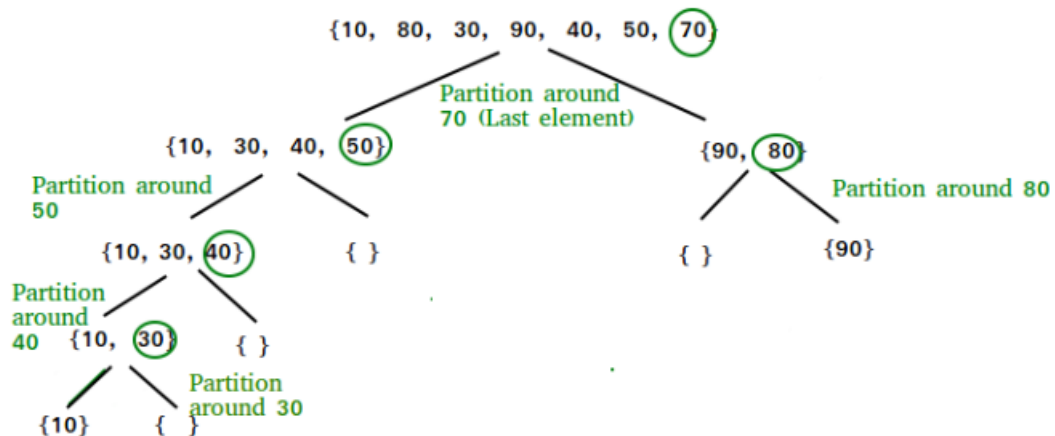 {10, 80, 30, 90, 40, 50, 70}
Partition around
70 (Last element)
{10, 30, 40, 50}
{90, 80}
Partition around
50
Partition around 80
{10, 30, 40}
{ }
{ }
{90}
Partition
around
40
{10, 30}
{ }
Partition
around 30
{10}
{ }